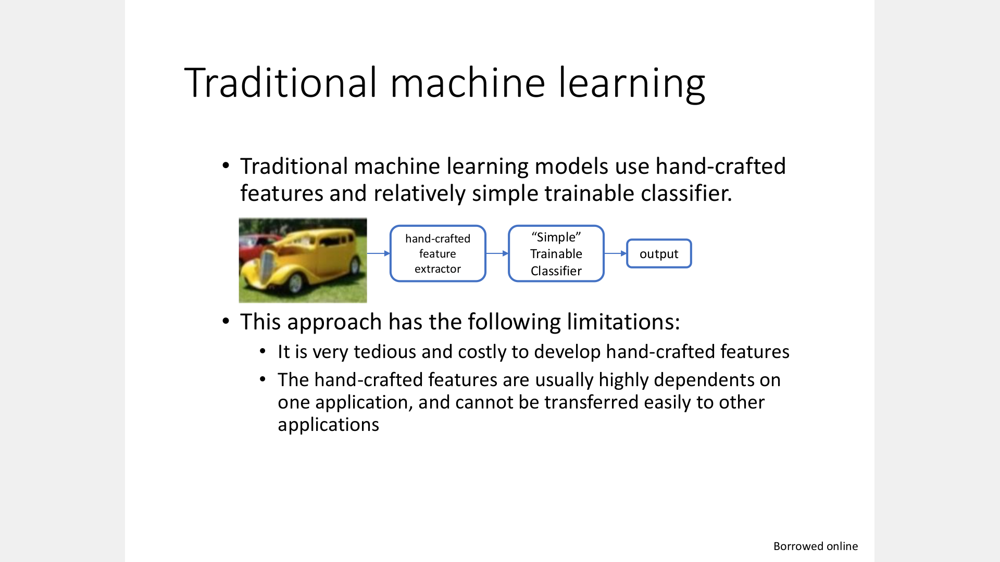 Traditional machine learning
• Traditional machine learning models use hand-crafted
features and relatively simple trainable classifier.
hand-crafted
feature
extractor
“Simple”
Trainable
Classifier
output
• This approach has the following limitations:
• It is very tedious and costly to develop hand-crafted features
• The hand-crafted features are usually highly dependents on
one application, and cannot be transferred easily to other
applications
Borrowed online